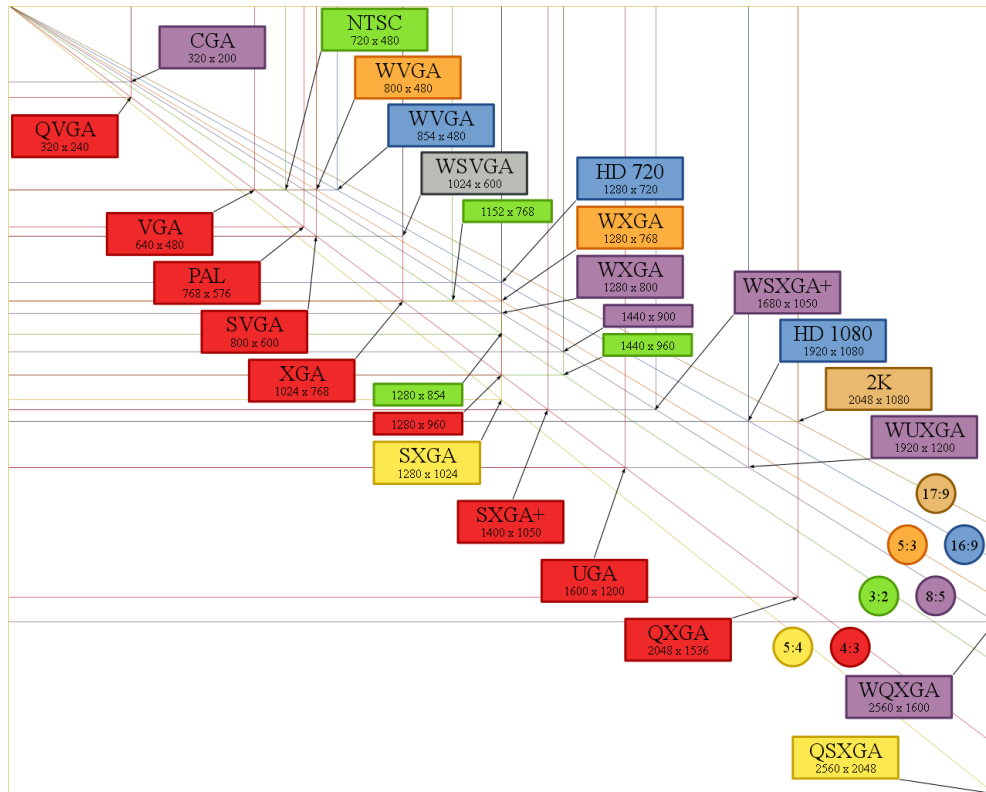 CGA
320 x 200
NTSC
720 x 480
WVGA
800 x 480
QVGA
320 x 240
WVGA
854 x 480
WSVGA
1024 x 600
HD 720
1280 x 720
1152 x 768
VGA
640 x 480
WXGA
1280 x 768
PAL
768 x 576
WXGA
1280 x 800
WSXGA+
1680 x 1050
SVGA
800 x 600
1440 x 900
HD 1080
1920 x 1080
1440 x 960
XGA
1024 x 768
2K
2048 x 1080
1280 x 854
1280 x 960
WUXGA
1920 x 1200
SXGA
1280 x 1024
17:9
SXGA+
1400 x 1050
5:3
16:9
UGA
1600 x 1200
3:2
8:5
QXGA
2048 x 1536
5:4
4:3
WQXGA
2560 x 1600
QSXGA
2560 x 2048